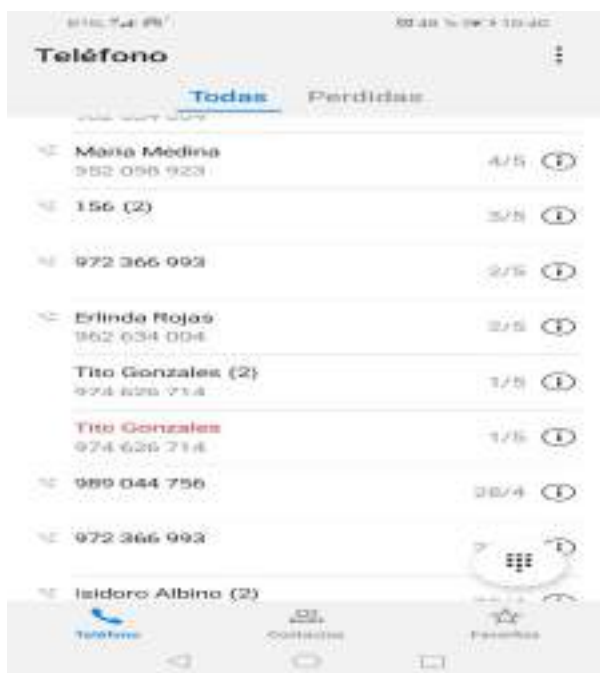 Teléfono
Todas Perdidas
Maria Medina
952 098 923
4/5
156 (2)
3/5
972 366 993
2/5
Erlinda Rojas
962 634 004
2/5
Tito Gonzales (2)
974 626 714
1/5
Tito Gonzales
974 626 714
1/5
989 044 756
28/4
972 366 993
Isidoro Albino (2)
Teléfono Contactos Favoritos